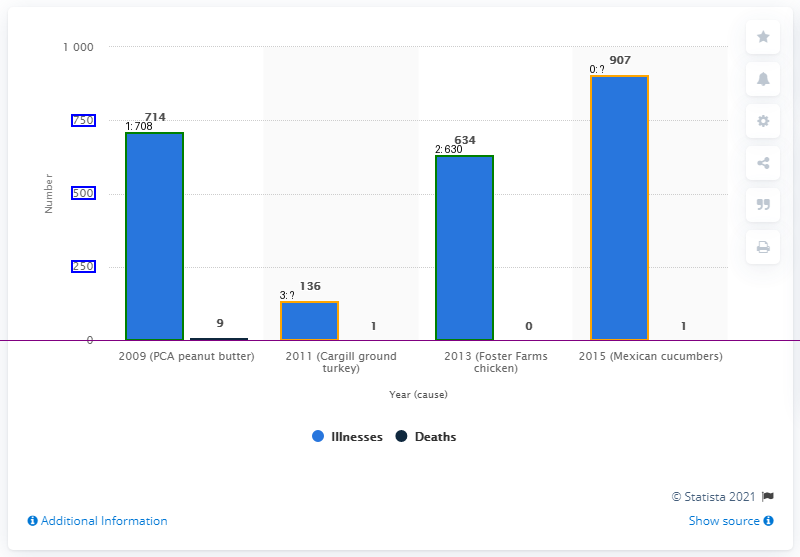 1 000
907
0: ?
750
714
1: 708
634
2: 630
Number
500
250
136
3: ?
9
1
0
1
0
2009 (PCA peanut butter)
2011 (Cargill ground
turkey)
2013 (Foster Farms
chicken)
2015 (Mexican cucumbers)
Year (cause)
Illnesses
Deaths
© Statista 2021
Additional Information
Show source